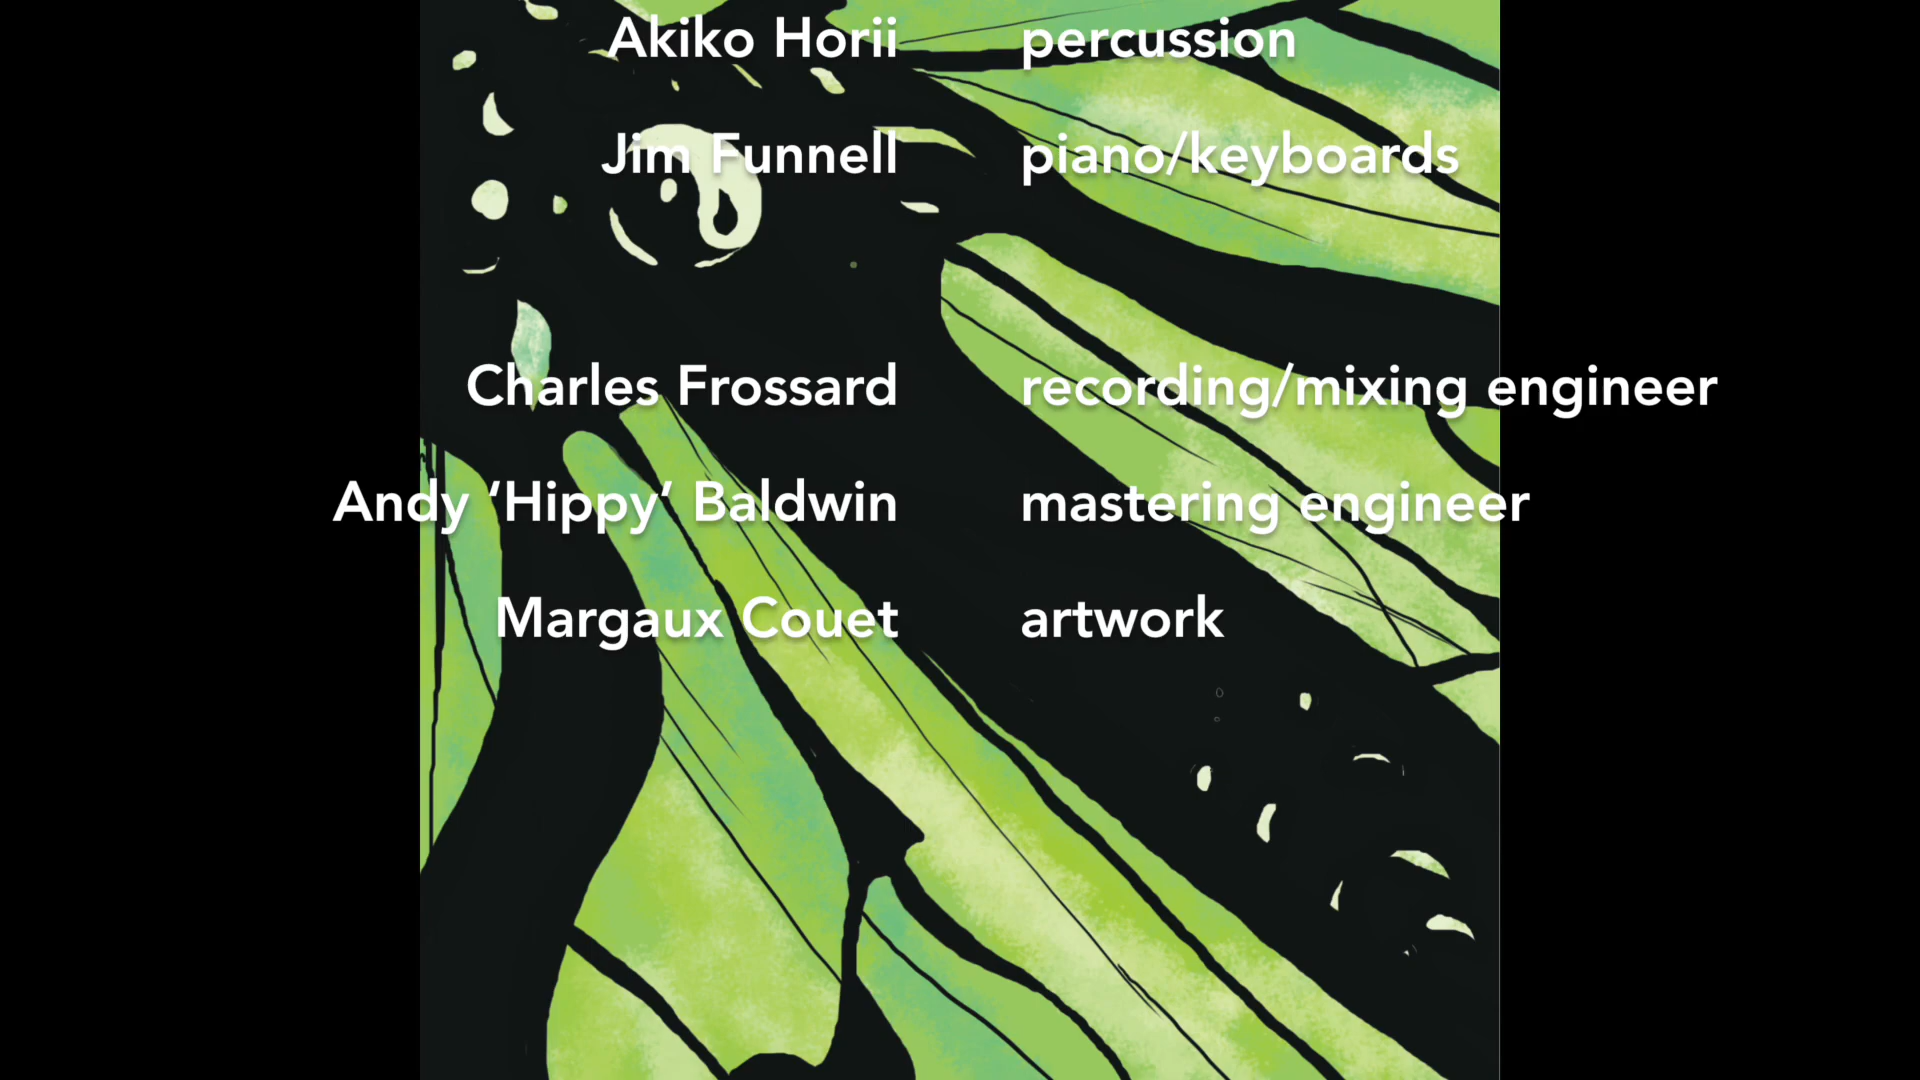 Akiko Horii percussion
Jim Funnell piano/keyboards
Charles Frossard recording/mixing engineer
Andy ‘Hippy’ Baldwin mastering engineer
Margaux Couet artwork